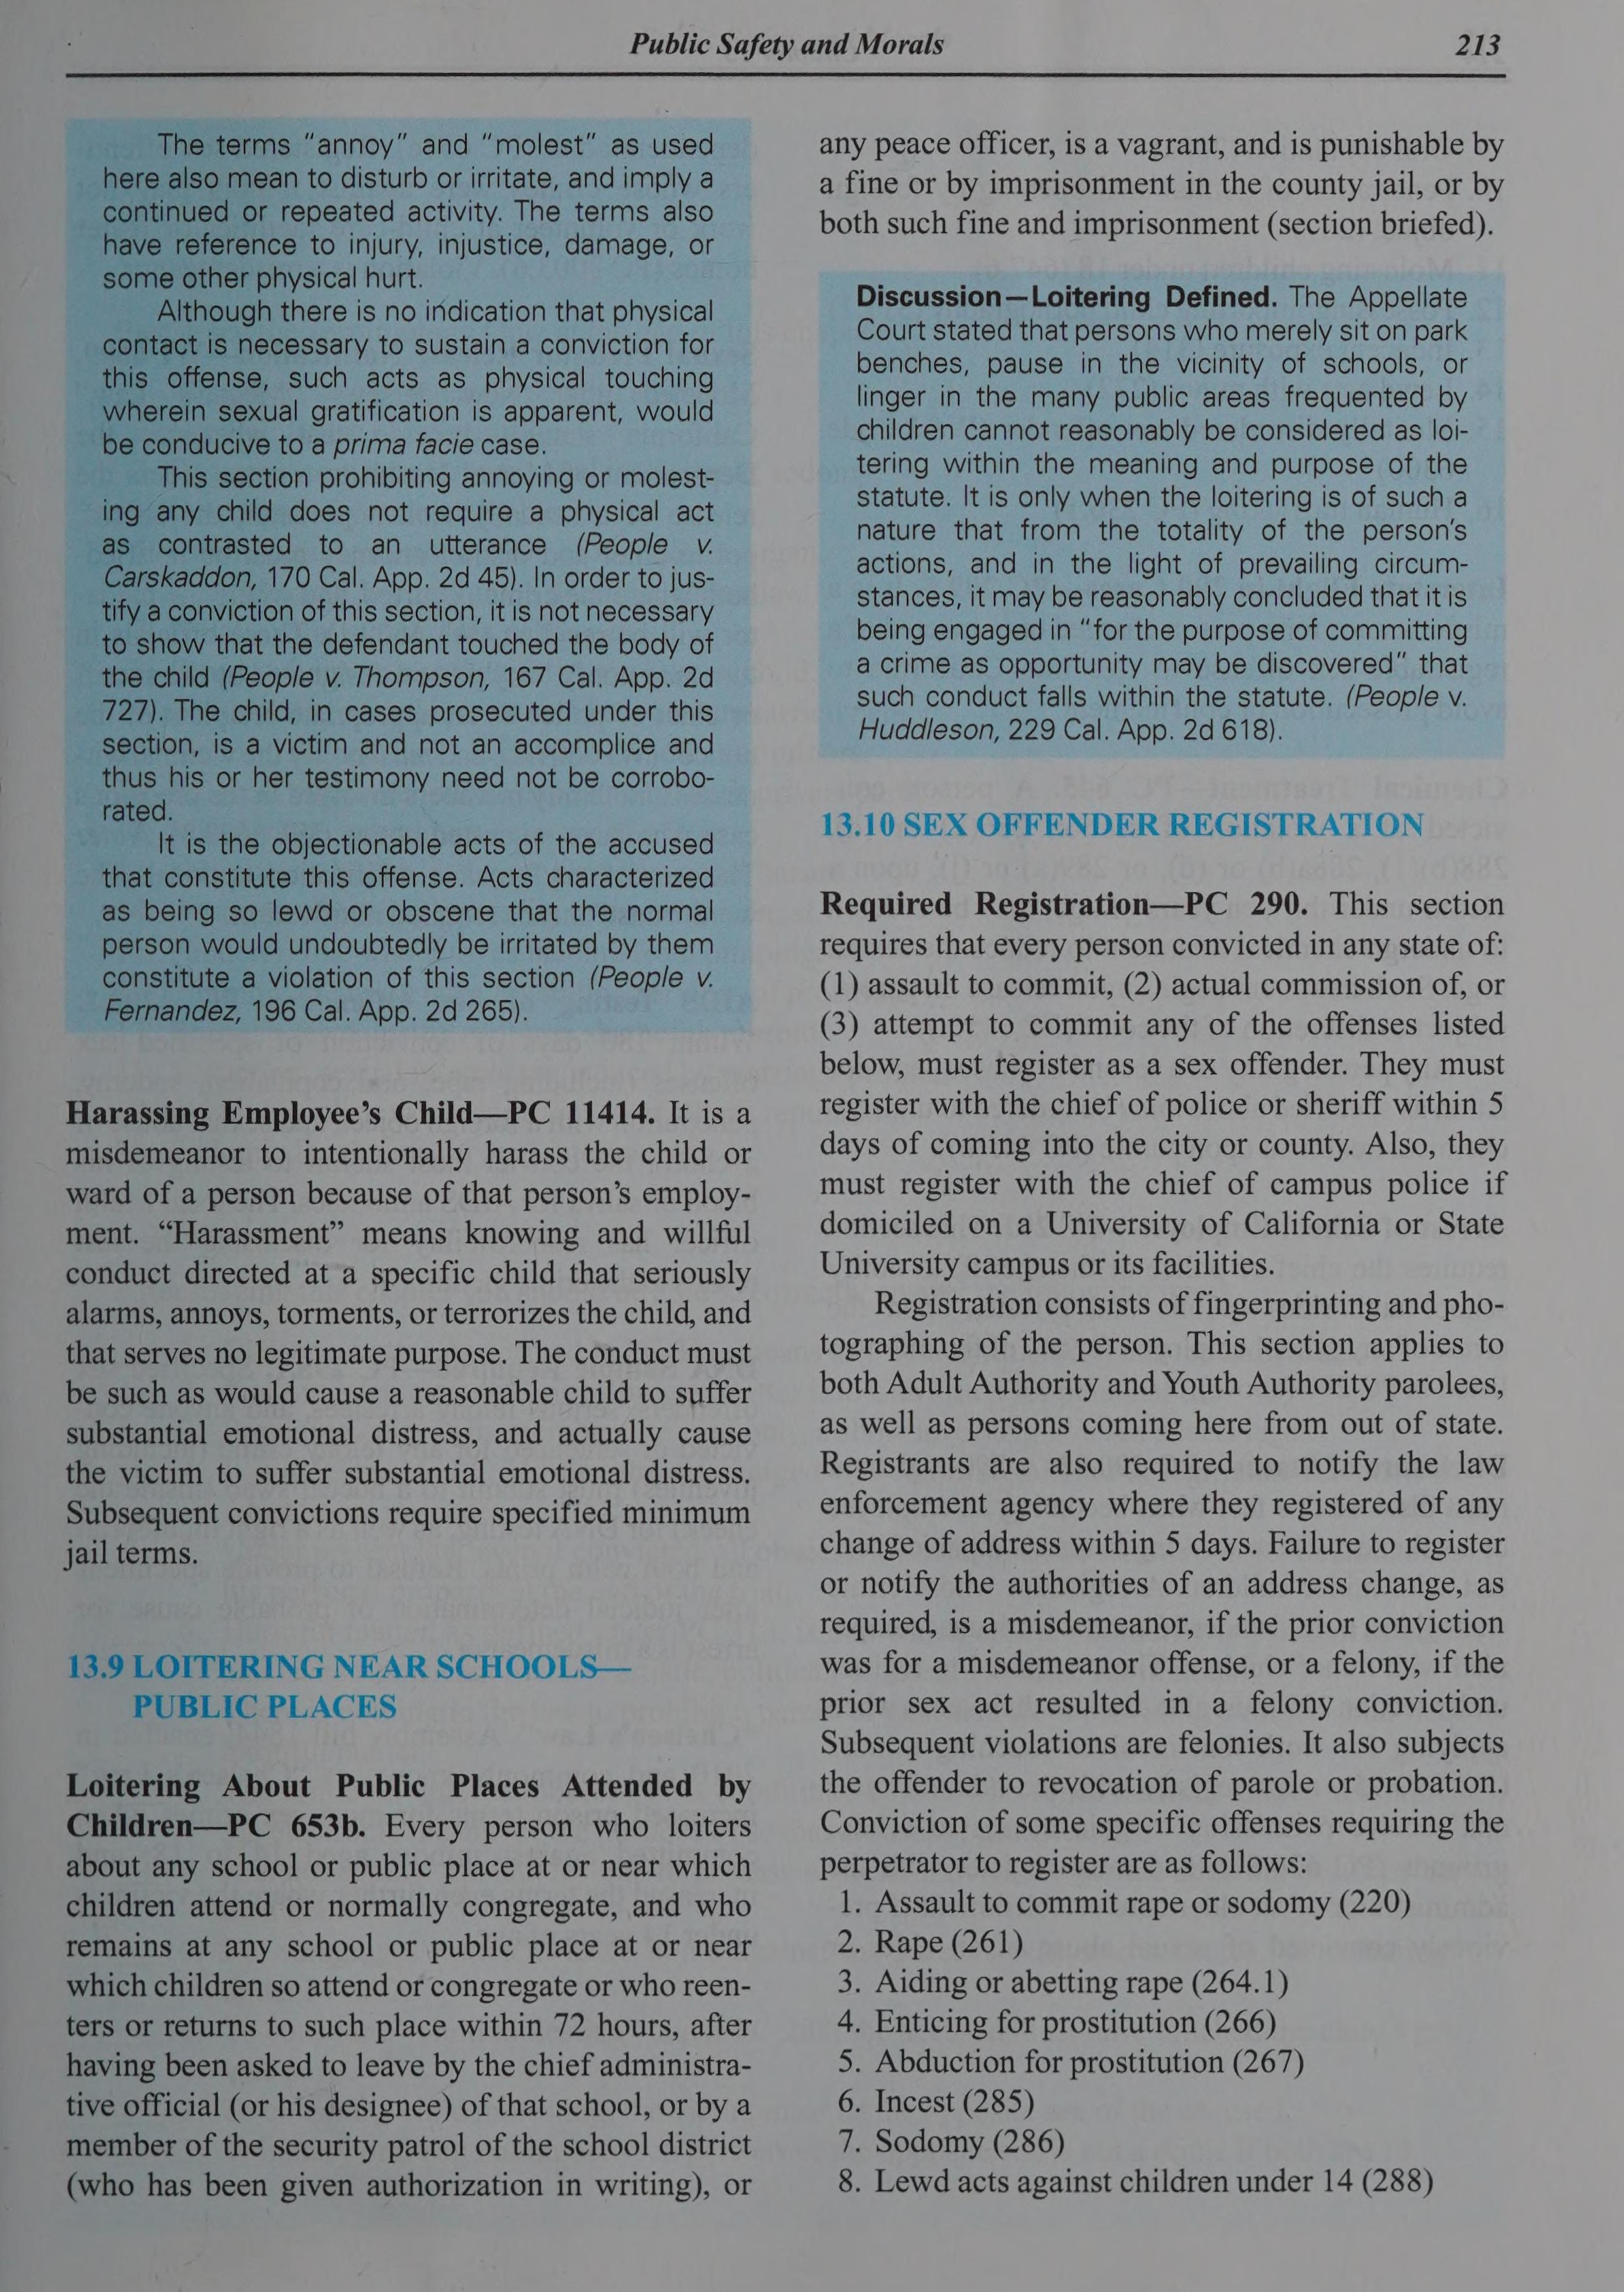 Public Safety and Morals
213
The terms "annoy" and "molest" as used
here also mean to disturb or irritate, and imply a
continued or repeated activity. The terms also
have reference to injury, injustice, damage, or
some other physical hurt.
Although there is no indication that physical
contact is necessary to sustain a conviction for
this offense, such acts as physical touching
wherein sexual gratification is apparent, would
be conducive to a prima facie case.
This section prohibiting annoying or molest-
ing any child does not require a physical act
as contrasted to an utterance (People v.
Carskaddon, 170 Cal. App. 2d 45). In order to jus-
tify a conviction of this section, it is not necessary
to show that the defendant touched the body of
the child (People v. Thompson, 167 Cal. App. 2d
727). The child, in cases prosecuted under this
section, is a victim and not an accomplice and
thus his or her testimony need not be corrobo-
rated.
It is the objectionable acts of the accused
that constitute this offense. Acts characterized
as being so lewd or obscene that the normal
person would undoubtedly be irritated by them
constitute a violation of this section (People v.
Fernandez, 196 Cal. App. 2d 265).
Harassing Employee's Child—PC 11414. It is a
misdemeanor to intentionally harass the child or
ward of a person because of that person's employ-
ment. "Harassment" means knowing and willful
conduct directed at a specific child that seriously
alarms, annoys, torments, or terrorizes the child, and
that serves no legitimate purpose. The conduct must
be such as would cause a reasonable child to suffer
substantial emotional distress, and actually cause
the victim to suffer substantial emotional distress.
Subsequent convictions require specified minimum
jail terms.
13.9 LOITERING NEAR SCHOOLS—
PUBLIC PLACES
Loitering About Public Places Attended by
Children—PC 653b. Every person who loiters
about any school or public place at or near which
children attend or normally congregate, and who
remains at any school or public place at or near
which children so attend or congregate or who reen-
ters or returns to such place within 72 hours, after
having been asked to leave by the chief administra-
tive official (or his designee) of that school, or by a
member of the security patrol of the school district
(who has been given authorization in writing), or
any peace officer, is a vagrant, and is punishable by
a fine or by imprisonment in the county jail, or by
both such fine and imprisonment (section briefed).
Discussion—Loitering Defined. The Appellate
Court stated that persons who merely sit on park
benches, pause in the vicinity of schools, or
linger in the many public areas frequented by
children cannot reasonably be considered as loi-
tering within the meaning and purpose of the
statute. It is only when the loitering is of such a
nature that from the totality of the person's
actions, and in the light of prevailing circum-
stances, it may be reasonably concluded that it is
being engaged in "for the purpose of committing
a crime as opportunity may be discovered" that
such conduct falls within the statute. (People v.
Huddleson, 229 Cal. App. 2d 618).
13.10 SEX OFFENDER REGISTRATION
Required Registration—PC 290. This section
requires that every person convicted in any state of:
(1) assault to commit, (2) actual commission of, or
(3) attempt to commit any of the offenses listed
below, must register as a sex offender. They must
register with the chief of police or sheriff within 5
days of coming into the city or county. Also, they
must register with the chief of campus police if
domiciled on a University of California or State
University campus or its facilities.
Registration consists of fingerprinting and pho-
tographing of the person. This section applies to
both Adult Authority and Youth Authority parolees,
as well as persons coming here from out of state.
Registrants are also required to notify the law
enforcement agency where they registered of any
change of address within 5 days. Failure to register
or notify the authorities of an address change, as
required, is a misdemeanor, if the prior conviction
was for a misdemeanor offense, or a felony, if the
prior sex act resulted in a felony conviction.
Subsequent violations are felonies. It also subjects
the offender to revocation of parole or probation.
Conviction of some specific offenses requiring the
perpetrator to register are as follows:
1. Assault to commit rape or sodomy (220)
2. Rape (261)
3. Aiding or abetting rape (264.1)
4. Enticing for prostitution (266)
5. Abduction for prostitution (267)
6. Incest (285)
7. Sodomy (286)
8. Lewd acts against children under 14 (288)